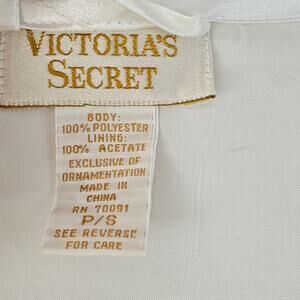 VICTORIA'S
SECRET
BODY:
100% POLYESTER
LINING:
100% ACETATE
EXCLUSIVE OF
ORNAMENTATION
MADE IN
CHINA
RN 70091
P/S
SEE REVERSE
FOR CARE